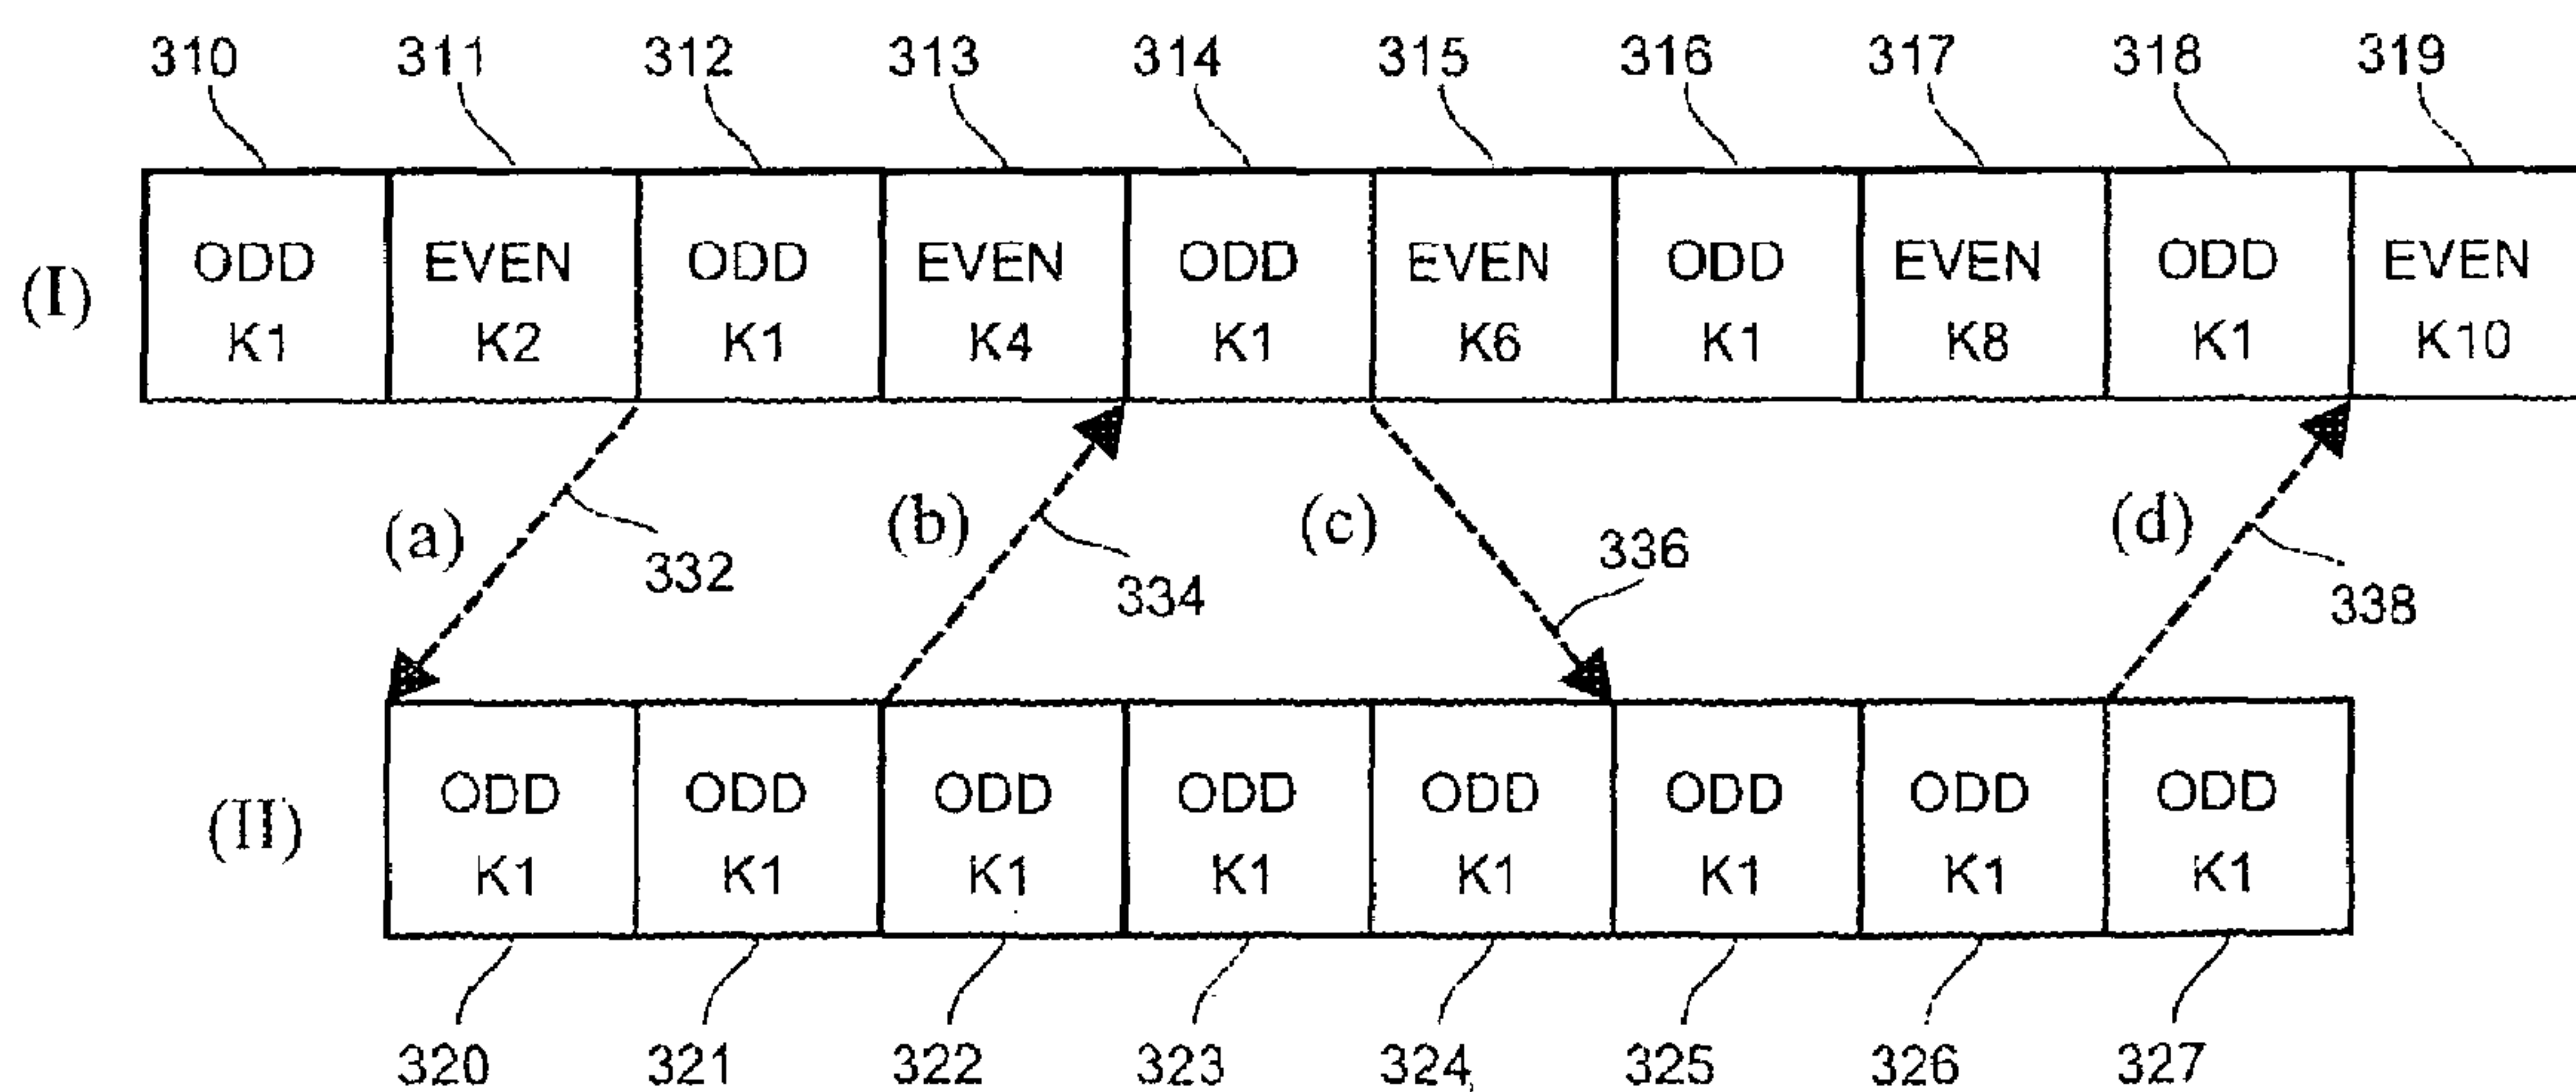 310 311 312 313 314 315 316 317 318 319
(I)
ODD EVEN ODD EVEN ODD EVEN ODD EVEN ODD EVEN
K1 K2 K1 K4 K1 K6 K1 K8 K1 K10
(a) 332 (b) 334 (c) 336 (d) 338
(II)
ODD ODD ODD ODD ODD ODD ODD ODD
K1 K1 K1 K1 K1 K1 K1 K1
320 321 322 323 324 325 326 327